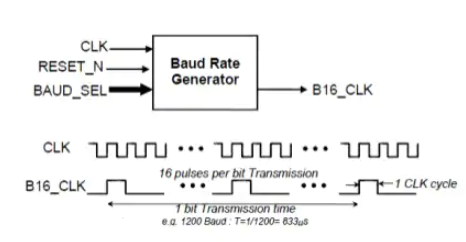 CLK
RESET_N
BAUD_SEL
Baud Rate
Generator
B16_CLK
CLK
16 pulses per bit Transmission
B16_CLK
1 CLK cycle
1 bit Transmission time
e.g. 1200 Baud : T=1/1200= 833µs